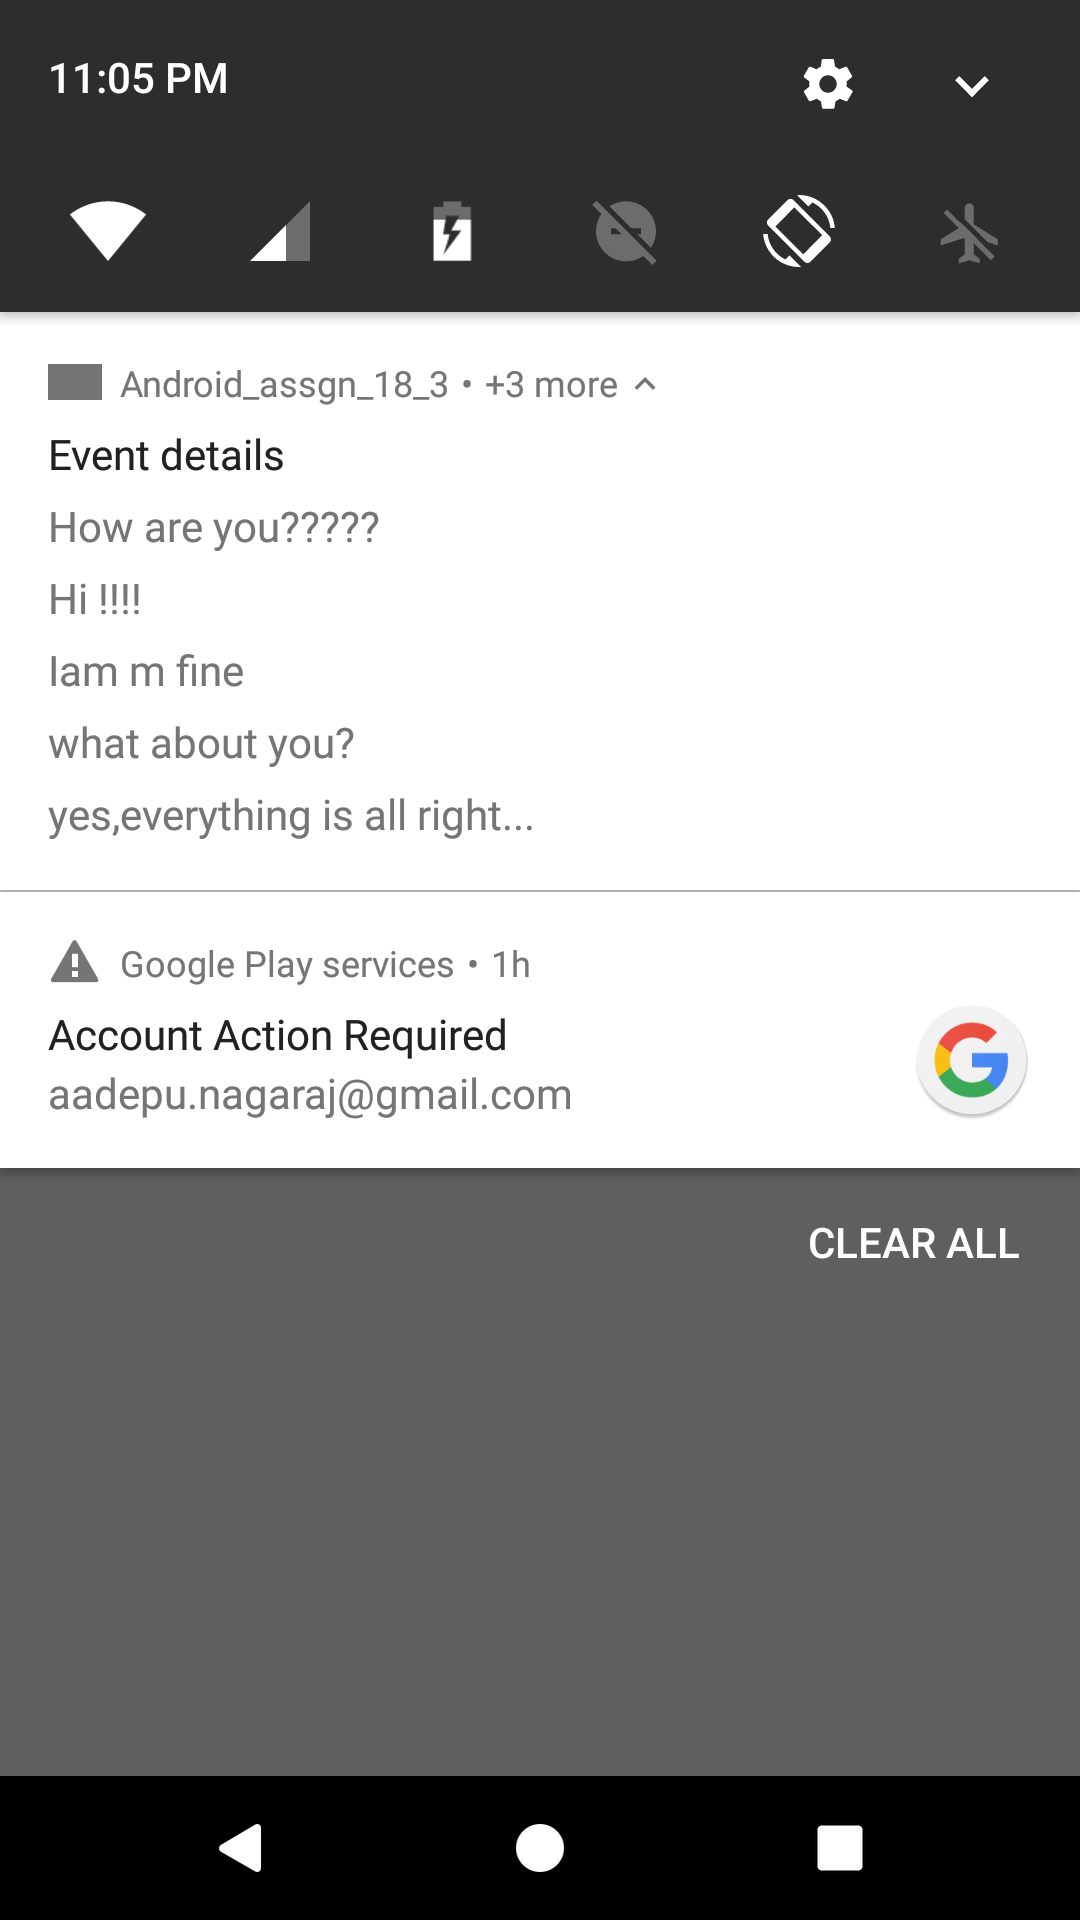 11:05 PM
Android_assgn_18_3 • +3 more
Event details
How are you?????
Hi !!!!
Iam m fine
what about you?
yes,everything is all right...
Google Play services • 1h
Account Action Required
aadepu.nagaraj@gmail.com
CLEAR ALL